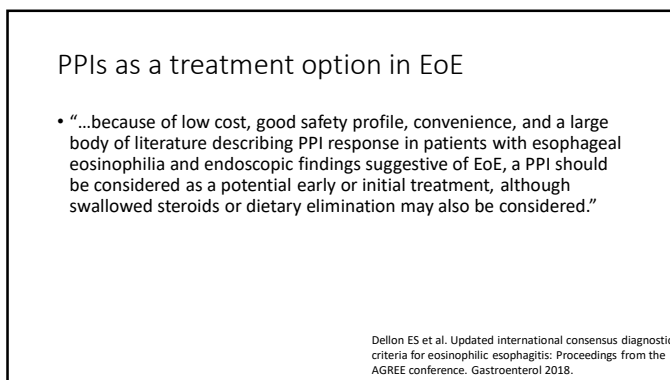 PPIs as a treatment option in EoE
• “…because of low cost, good safety profile, convenience, and a large
body of literature describing PPI response in patients with esophageal
eosinophilia and endoscopic findings suggestive of EoE, a PPI should
be considered as a potential early or initial treatment, although
swallowed steroids or dietary elimination may also be considered.”
Dellon ES et al. Updated international consensus diagnostic
criteria for eosinophilic esophagitis: Proceedings from the
AGREE conference. Gastroenterol 2018.